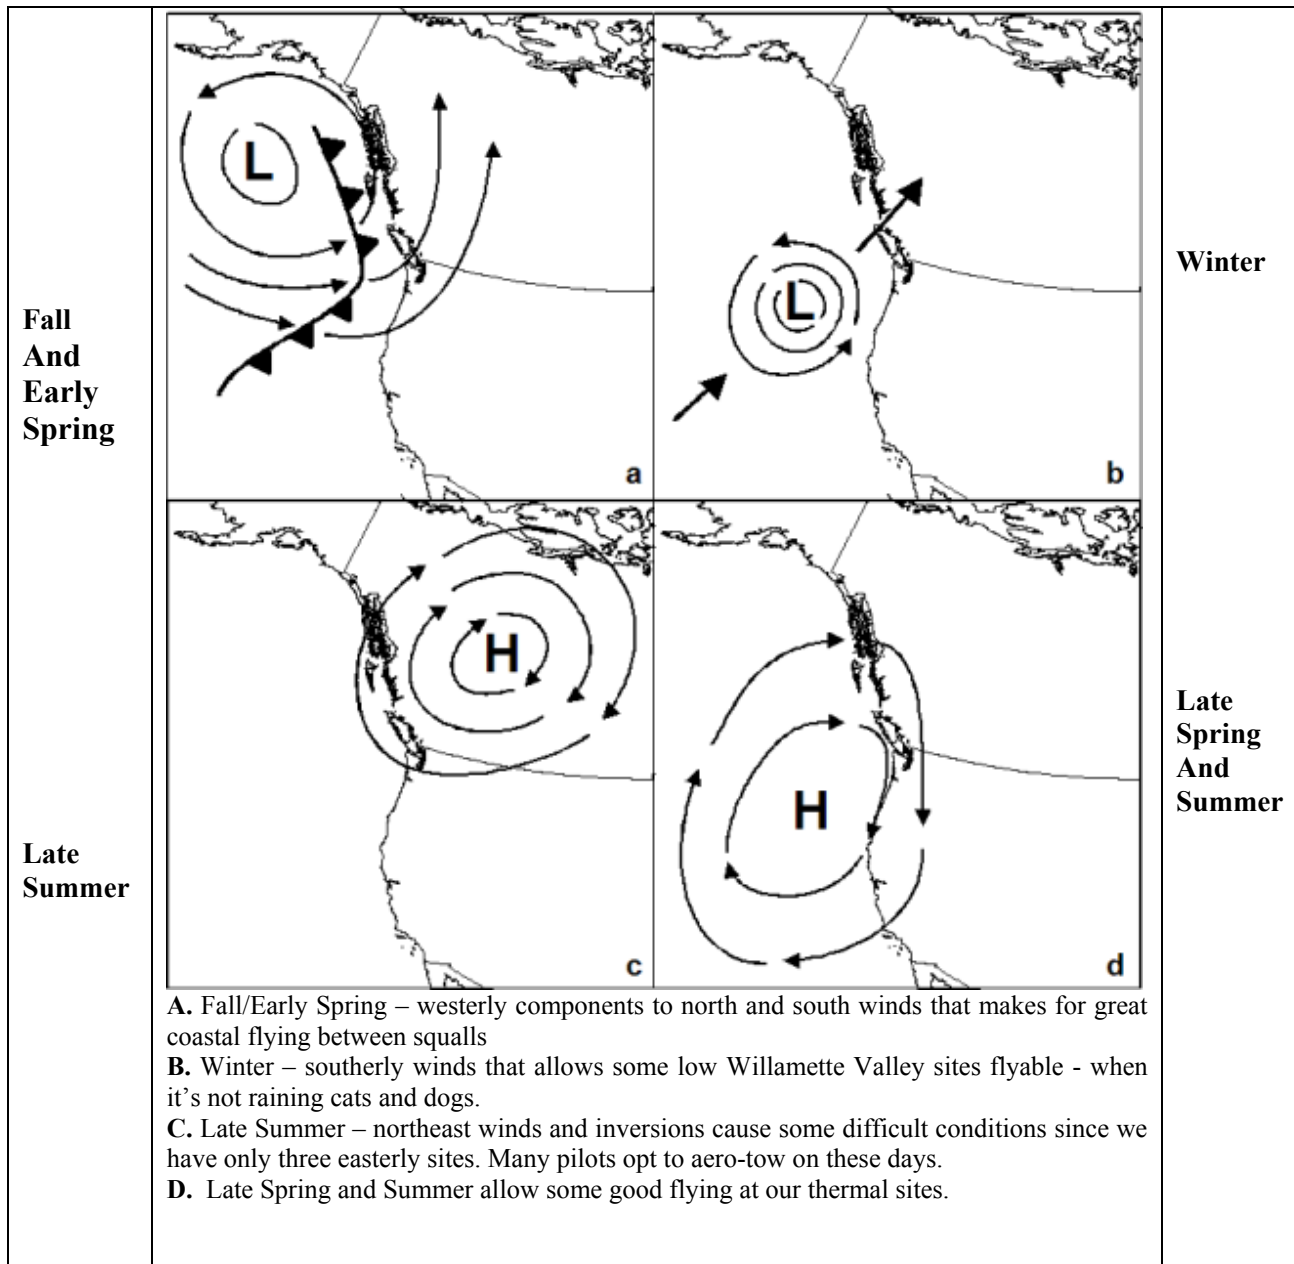 Fall
And
Early
Spring
L
a
L
b
Winter
Late
Summer
H
c
H
d
Late
Spring
And
Summer
A. Fall/Early Spring – westerly components to north and south winds that makes for great
coastal flying between squalls
B. Winter – southerly winds that allows some low Willamette Valley sites flyable - when
it’s not raining cats and dogs.
C. Late Summer – northeast winds and inversions cause some difficult conditions since we
have only three easterly sites. Many pilots opt to aero-tow on these days.
D. Late Spring and Summer allow some good flying at our thermal sites.